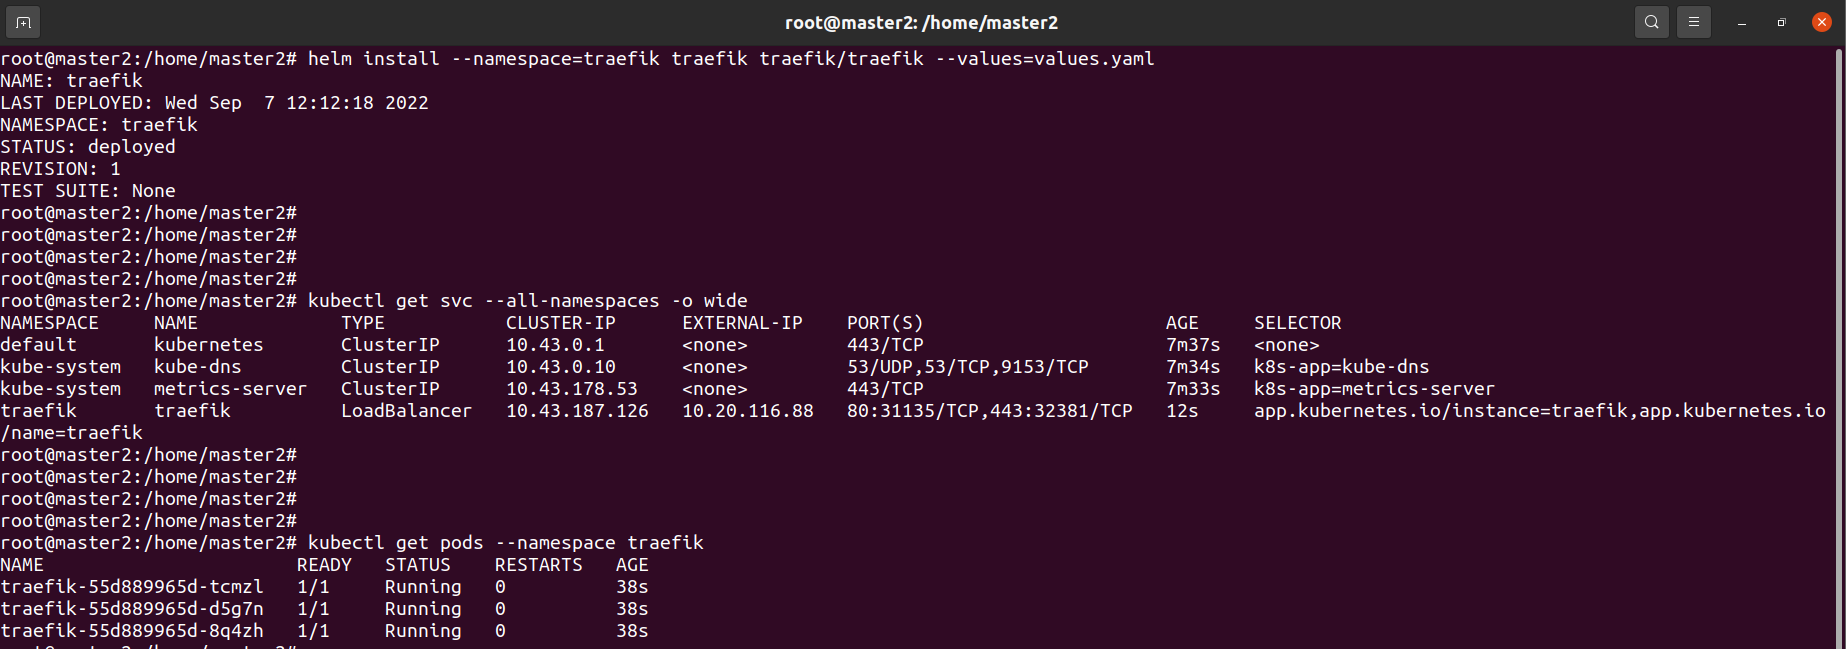 root@master2: /home/master2
root@master2:/home/master2# helm install --namespace=traefik traefik traefik/traefik --values=values.yaml
NAME: traefik
LAST DEPLOYED: Wed Sep  7 12:12:18 2022
NAMESPACE: traefik
STATUS: deployed
REVISION: 1
TEST SUITE: None
root@master2:/home/master2#
root@master2:/home/master2#
root@master2:/home/master2#
root@master2:/home/master2#
root@master2:/home/master2# kubectl get svc --all-namespaces -o wide
NAMESPACE     NAME             TYPE           CLUSTER-IP      EXTERNAL-IP    PORT(S)                      AGE     SELECTOR
default       kubernetes       ClusterIP      10.43.0.1       <none>         443/TCP                      7m37s   <none>
kube-system   kube-dns         ClusterIP      10.43.0.10      <none>         53/UDP,53/TCP,9153/TCP       7m34s   k8s-app=kube-dns
kube-system   metrics-server   ClusterIP      10.43.178.53    <none>         443/TCP                      7m33s   k8s-app=metrics-server
traefik       traefik          LoadBalancer   10.43.187.126   10.20.116.88   80:31135/TCP,443:32381/TCP   12s     app.kubernetes.io/instance=traefik,app.kubernetes.io
/name=traefik
root@master2:/home/master2#
root@master2:/home/master2#
root@master2:/home/master2#
root@master2:/home/master2#
root@master2:/home/master2# kubectl get pods --namespace traefik
NAME                       READY   STATUS    RESTARTS   AGE
traefik-55d889965d-tcmzl   1/1     Running   0          38s
traefik-55d889965d-d5g7n   1/1     Running   0          38s
traefik-55d889965d-8q4zh   1/1     Running   0          38s
root@master2:/home/master2#